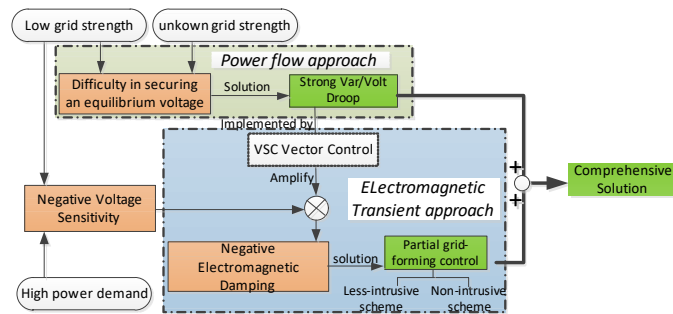 Low grid strength
unkown grid strength
Power flow approach
Difficulty in securing
an equilibrium voltage
Solution
Strong Var/Volt
Droop
Implemented by
VSC Vector Control
Comprehensive
Solution
Amplify
ELectromagnetic
Transient approach
Negative Voltage
Sensitivity
+
+
Negative
Electromagnetic
Damping
solution
Partial grid-
forming control
Less-intrusive
scheme
Non-intrusive
scheme
High power demand